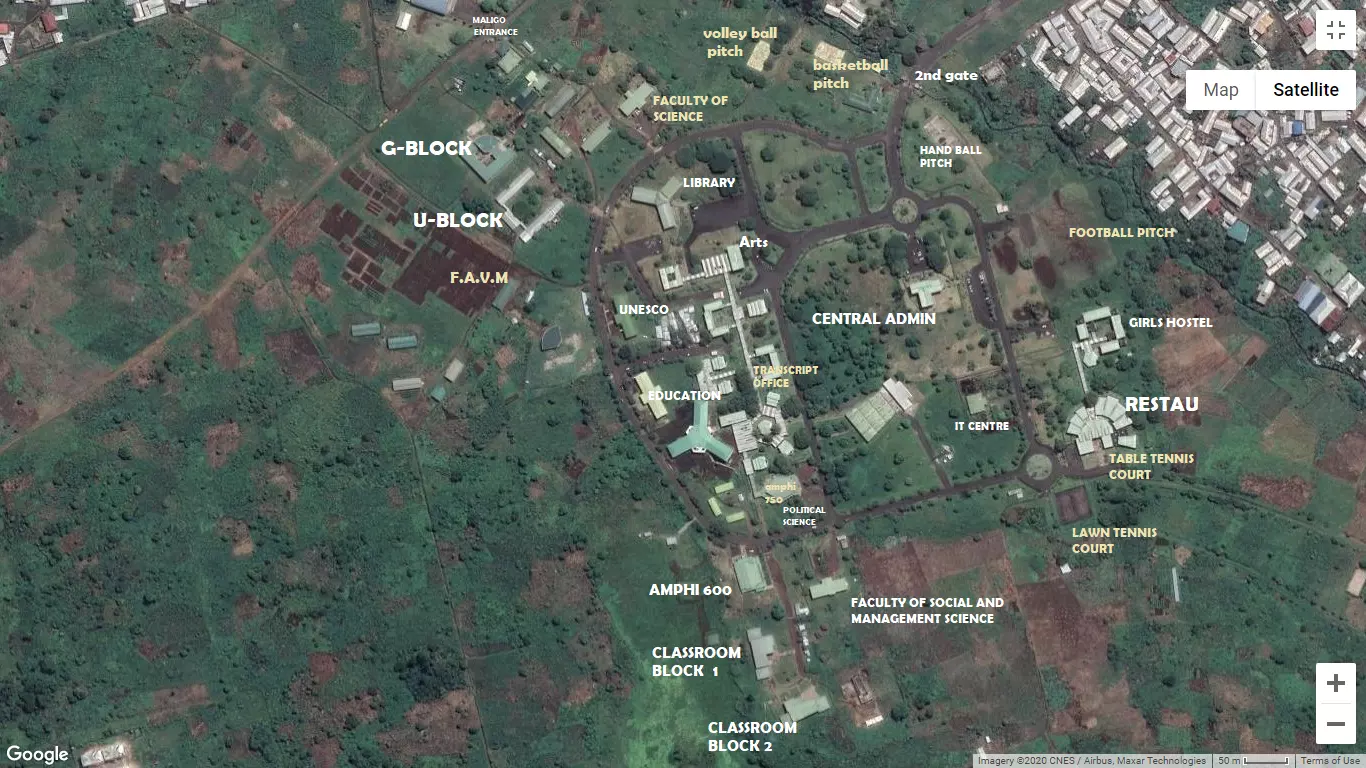 MALIGO
ENTRANCE
volley ball
pitch
basketball
pitch
2nd gate
Map
Satellite
FACULTY OF
SCIENCE
G-BLOCK
HAND BALL
PITCH
LIBRARY
U-BLOCK
FOOTBALL PITCH
Arts
F.A.V.M
UNESCO
CENTRAL ADMIN
GIRLS HOSTEL
TRANSCRIPT
OFFICE
EDUCATION
RESTAU
IT CENTRE
TABLE TENNIS
COURT
amphi
750
POLITICAL
SCIENCE
LAWN TENNIS
COURT
AMPHI 600
FACULTY OF SOCIAL AND
MANAGEMENT SCIENCE
CLASSROOM
BLOCK 1
CLASSROOM
BLOCK 2
Google
Imagery ©2020 CNES / Airbus, Maxar Technologies
50 m
Terms of Use